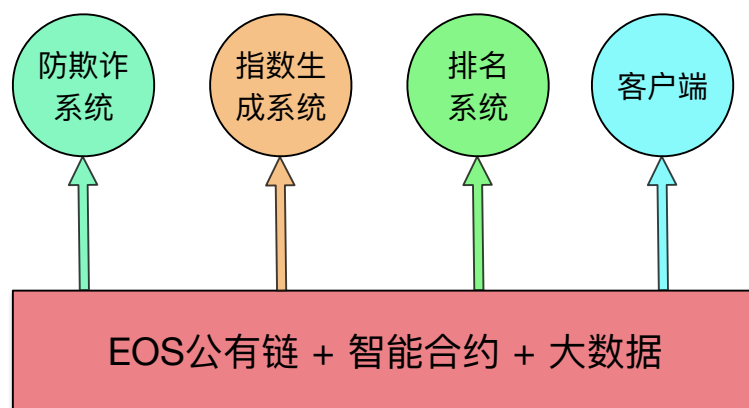 防欺诈
系统
指数生
成系统
排名
系统
客户端
EOS公有链 + 智能合约 + 大数据